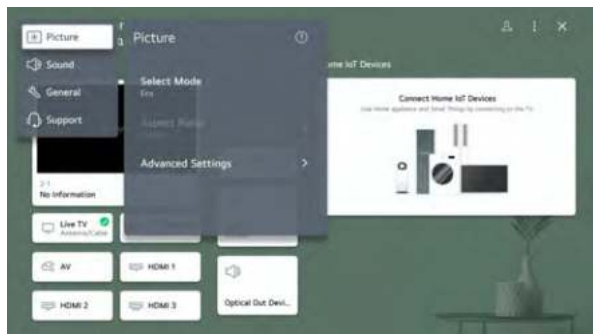 Picture
Sound
General
Support
Picture
Select Mode
Eco
Advanced Settings
Home IoT Devices
Connect Home IoT Devices
No Information
Live TV
Antenna/Cable
AV
HDMI 1
HDMI 2
HDMI 3
Optical Out Devi...